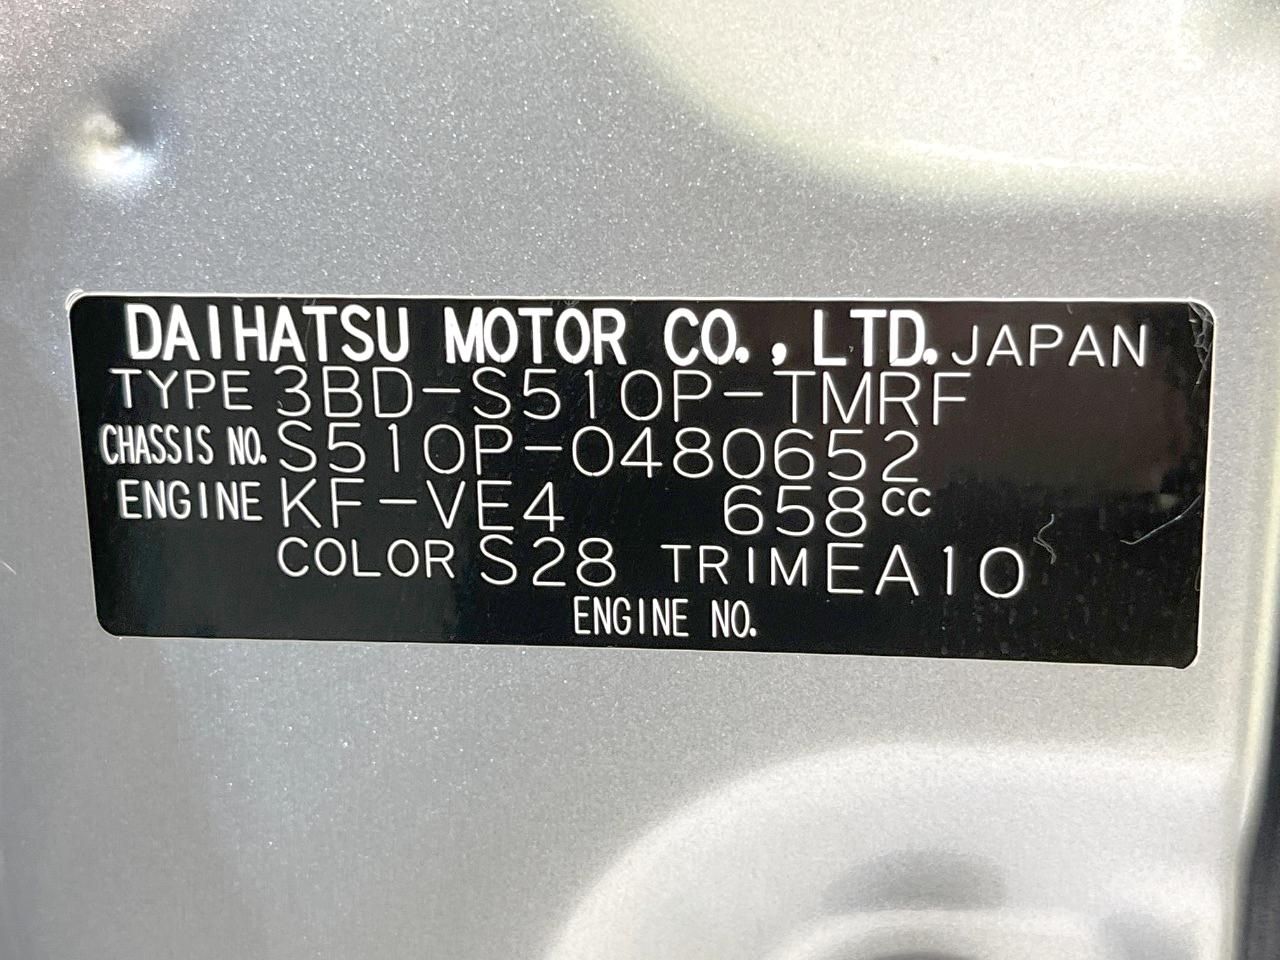 DAIHATSU MOTOR CO., LTD. JAPAN
TYPE 3BD-S510P-TMRF
CHASSIS NO. S510P-0480652
ENGINE KF-VE4 658cc
COLOR S28 TRIM EA10
ENGINE NO.